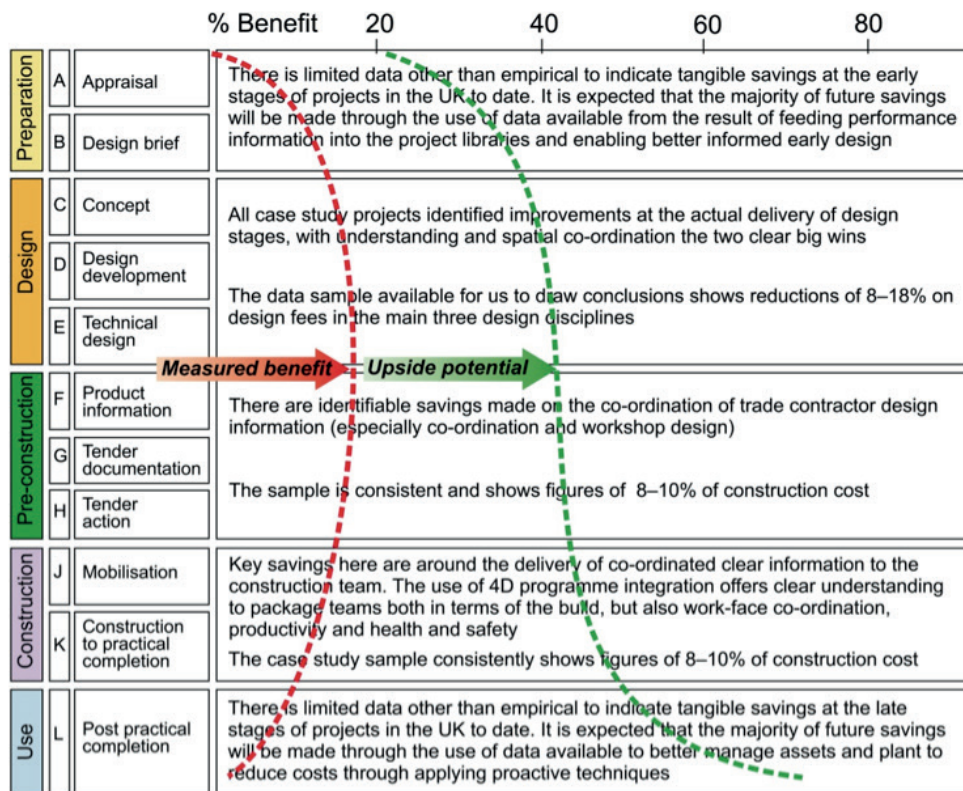 % Benefit 20 40 60 80
Preparation
A Appraisal
B Design brief
There is limited data other than empirical to indicate tangible savings at the early
stages of projects in the UK to date. It is expected that the majority of future savings
will be made through the use of data available from the result of feeding performance
information into the project libraries and enabling better informed early design
Design
C Concept
D Design
development
E Technical
design
All case study projects identified improvements at the actual delivery of design
stages, with understanding and spatial co-ordination the two clear big wins
The data sample available for us to draw conclusions shows reductions of 8–18% on
design fees in the main three design disciplines
Measured benefit Upside potential
Pre-construction
F Product
information
G Tender
documentation
H Tender
action
There are identifiable savings made on the co-ordination of trade contractor design
information (especially co-ordination and workshop design)
The sample is consistent and shows figures of 8–10% of construction cost
Construction
J Mobilisation
K Construction
to practical
completion
Key savings here are around the delivery of co-ordinated clear information to the
construction team. The use of 4D programme integration offers clear understanding
to package teams both in terms of the build, but also work-face co-ordination,
productivity and health and safety
The case study sample consistently shows figures of 8–10% of construction cost
Use
L Post practical
completion
There is limited data other than empirical to indicate tangible savings at the late
stages of projects in the UK to date. It is expected that the majority of future savings
will be made through the use of data available to better manage assets and plant to
reduce costs through applying proactive techniques